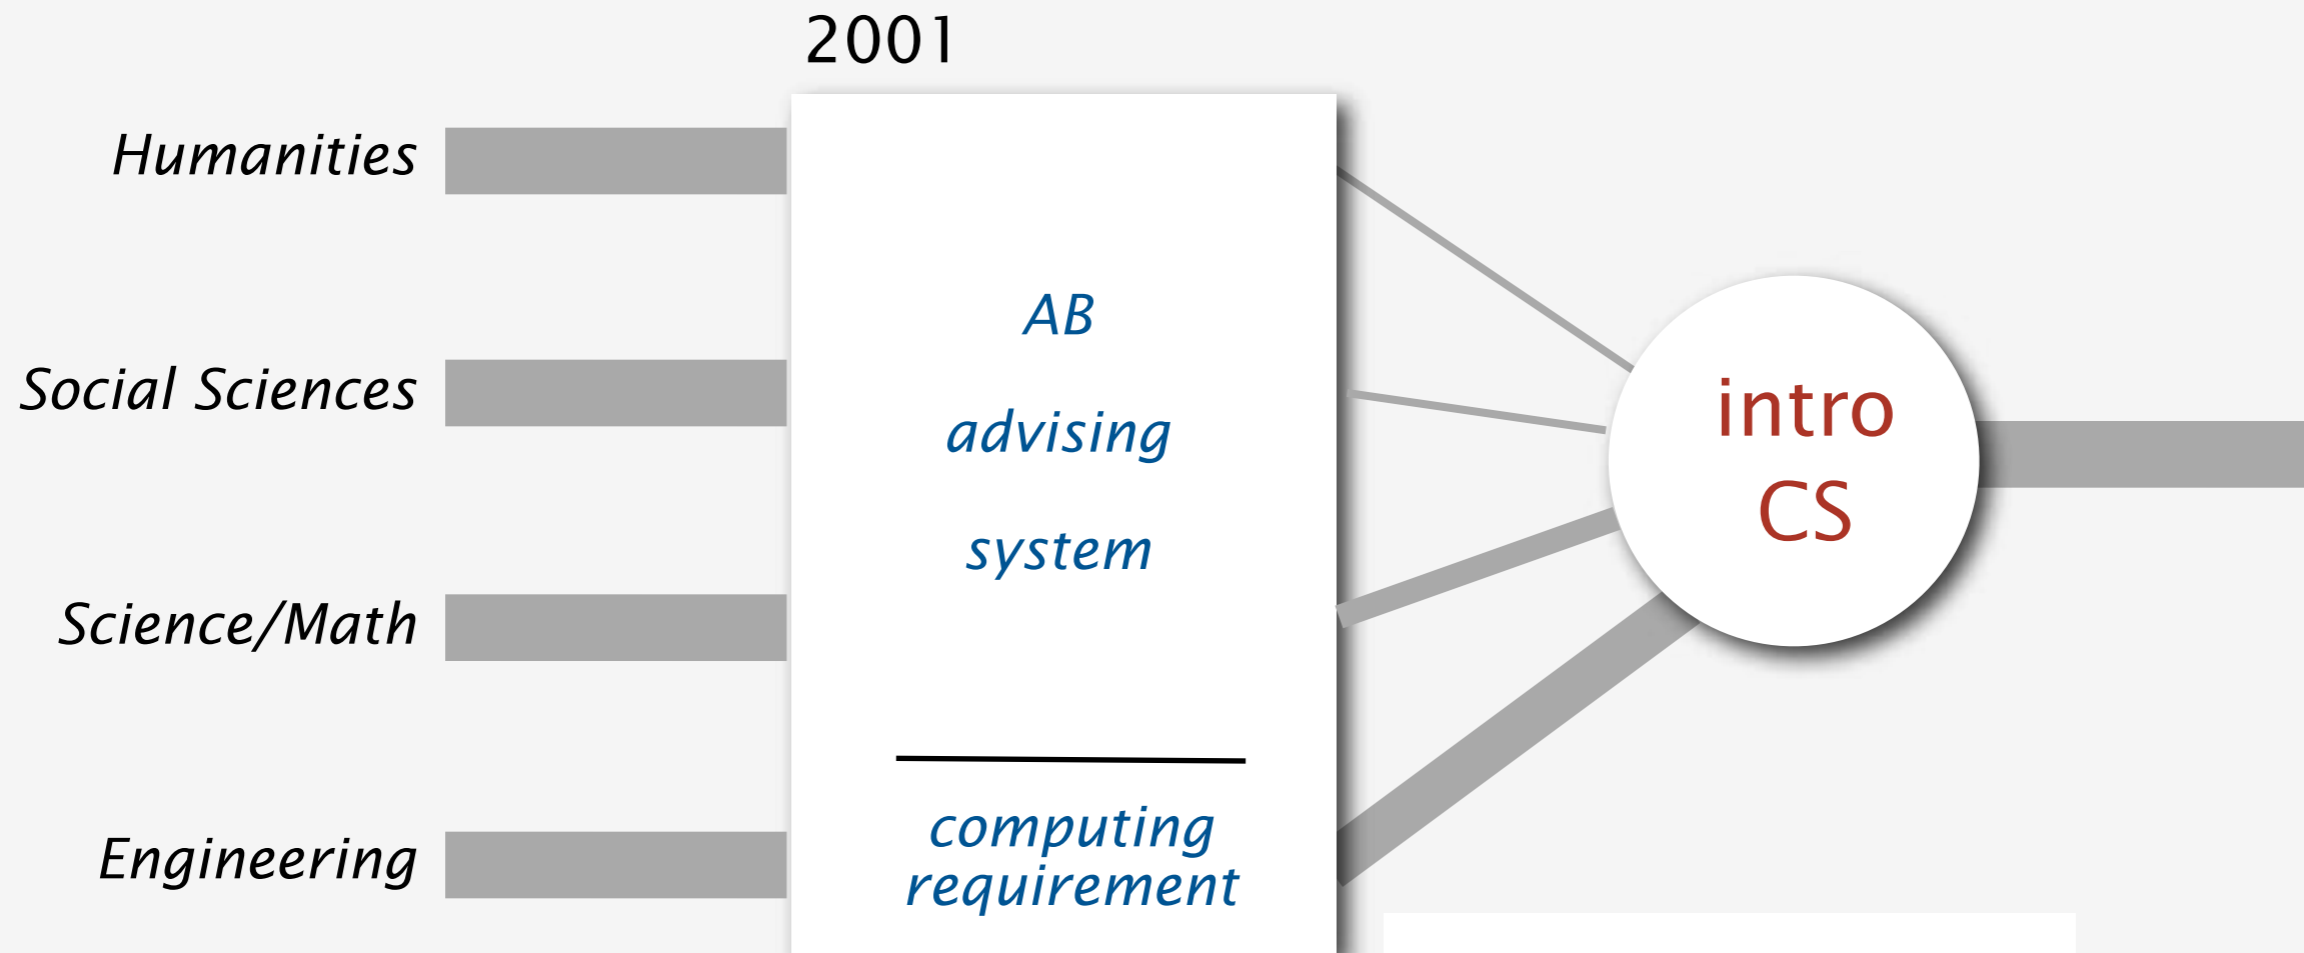 2001
Humanities
Social Sciences
Science/Math
Engineering
AB
advising
system
computing
requirement
intro
CS